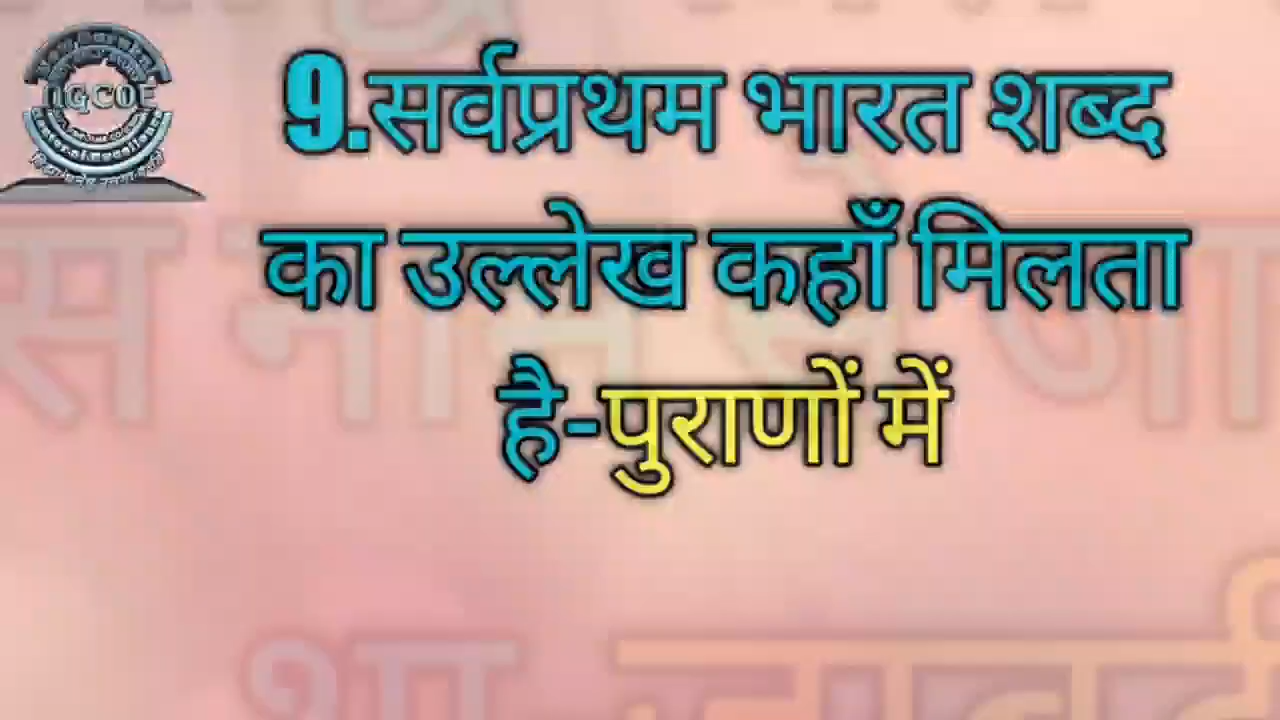 9.सर्वप्रथम भारत शब्द
का उल्लेख कहाँ मिलता
है-पुराणों में